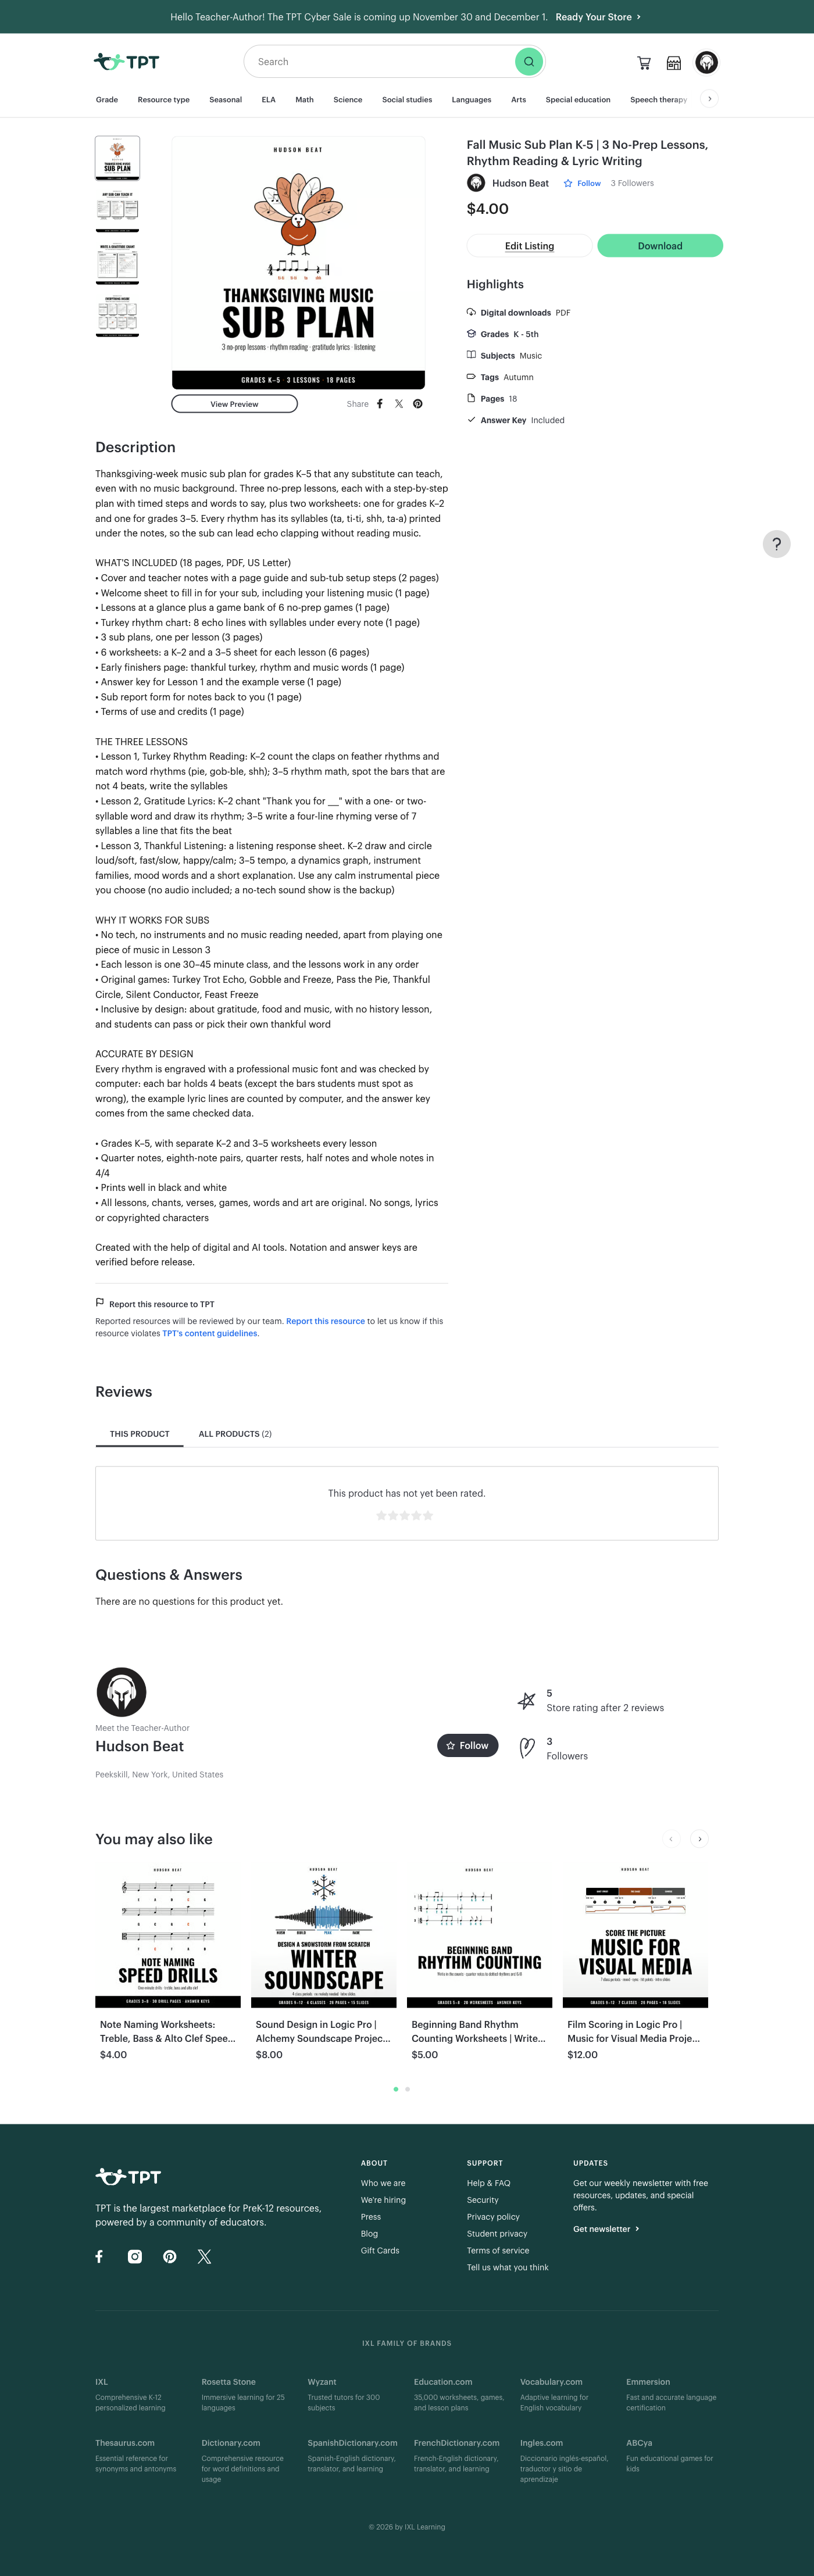 Hello Teacher-Author! The TPT Cyber Sale is coming up November 30 and December 1. Ready Your Store
TPT
Search
Grade Resource type Seasonal ELA Math Science Social studies Languages Arts Special education Speech therapy
HUDSON BEAT
THANKSGIVING MUSIC
SUB PLAN
3 no-prep lessons · rhythm reading · gratitude lyrics · listening
GRADES K–5 · 3 LESSONS · 18 PAGES
View Preview
Share
Fall Music Sub Plan K-5 | 3 No-Prep Lessons,
Rhythm Reading & Lyric Writing
Hudson Beat Follow 3 Followers
$4.00
Edit Listing Download
Highlights
Digital downloads PDF
Grades K - 5th
Subjects Music
Tags Autumn
Pages 18
Answer Key Included
?
Description
Thanksgiving-week music sub plan for grades K–5 that any substitute can teach,
even with no music background. Three no-prep lessons, each with a step-by-step
plan with timed steps and words to say, plus two worksheets: one for grades K–2
and one for grades 3–5. Every rhythm has its syllables (ta, ti-ti, shh, ta-a) printed
under the notes, so the sub can lead echo clapping without reading music.
WHAT'S INCLUDED (18 pages, PDF, US Letter)
• Cover and teacher notes with a page guide and sub-tub setup steps (2 pages)
• Welcome sheet to fill in for your sub, including your listening music (1 page)
• Lessons at a glance plus a game bank of 6 no-prep games (1 page)
• Turkey rhythm chart: 8 echo lines with syllables under every note (1 page)
• 3 sub plans, one per lesson (3 pages)
• 6 worksheets: a K–2 and a 3–5 sheet for each lesson (6 pages)
• Early finishers page: thankful turkey, rhythm and music words (1 page)
• Answer key for Lesson 1 and the example verse (1 page)
• Sub report form for notes back to you (1 page)
• Terms of use and credits (1 page)
THE THREE LESSONS
• Lesson 1, Turkey Rhythm Reading: K–2 count the claps on feather rhythms and
match word rhythms (pie, gob-ble, shh); 3–5 rhythm math, spot the bars that are
not 4 beats, write the syllables
• Lesson 2, Gratitude Lyrics: K–2 chant "Thank you for ___" with a one- or two-
syllable word and draw its rhythm; 3–5 write a four-line rhyming verse of 7
syllables a line that fits the beat
• Lesson 3, Thankful Listening: a listening response sheet. K–2 draw and circle
loud/soft, fast/slow, happy/calm; 3–5 tempo, a dynamics graph, instrument
families, mood words and a short explanation. Use any calm instrumental piece
you choose (no audio included; a no-tech sound show is the backup)
WHY IT WORKS FOR SUBS
• No tech, no instruments and no music reading needed, apart from playing one
piece of music in Lesson 3
• Each lesson is one 30–45 minute class, and the lessons work in any order
• Original games: Turkey Trot Echo, Gobble and Freeze, Pass the Pie, Thankful
Circle, Silent Conductor, Feast Freeze
• Inclusive by design: about gratitude, food and music, with no history lesson,
and students can pass or pick their own thankful word
ACCURATE BY DESIGN
Every rhythm is engraved with a professional music font and was checked by
computer: each bar holds 4 beats (except the bars students must spot as
wrong), the example lyric lines are counted by computer, and the answer key
comes from the same checked data.
• Grades K–5, with separate K–2 and 3–5 worksheets every lesson
• Quarter notes, eighth-note pairs, quarter rests, half notes and whole notes in
4/4
• Prints well in black and white
• All lessons, chants, verses, games, words and art are original. No songs, lyrics
or copyrighted characters
Created with the help of digital and AI tools. Notation and answer keys are
verified before release.
Report this resource to TPT
Reported resources will be reviewed by our team. Report this resource to let us know if this
resource violates TPT's content guidelines.
Reviews
THIS PRODUCT ALL PRODUCTS (2)
This product has not yet been rated.
Questions & Answers
There are no questions for this product yet.
Meet the Teacher-Author
Hudson Beat
Peekskill, New York, United States
Follow
5
Store rating after 2 reviews
3
Followers
You may also like
HUDSON BEAT
NOTE NAMING
SPEED DRILLS
Note Naming Worksheets:
Treble, Bass & Alto Clef Spee...
$4.00
HUDSON BEAT
DESIGN A SNOWSTORM FROM SCRATCH
WINTER
SOUNDSCAPE
Sound Design in Logic Pro |
Alchemy Soundscape Projec...
$8.00
HUDSON BEAT
BEGINNING BAND
RHYTHM COUNTING
Beginning Band Rhythm
Counting Worksheets | Write...
$5.00
HUDSON BEAT
SCORE THE PICTURE
MUSIC FOR
VISUAL MEDIA
Film Scoring in Logic Pro |
Music for Visual Media Proje...
$12.00
TPT
TPT is the largest marketplace for PreK-12 resources,
powered by a community of educators.
ABOUT
Who we are
We're hiring
Press
Blog
Gift Cards
SUPPORT
Help & FAQ
Security
Privacy policy
Student privacy
Terms of service
Tell us what you think
UPDATES
Get our weekly newsletter with free
resources, updates, and special
offers.
Get newsletter
IXL FAMILY OF BRANDS
IXL
Comprehensive K-12
personalized learning
Rosetta Stone
Immersive learning for 25
languages
Wyzant
Trusted tutors for 300
subjects
Education.com
35,000 worksheets, games,
and lesson plans
Vocabulary.com
Adaptive learning for
English vocabulary
Emmersion
Fast and accurate language
certification
Thesaurus.com
Essential reference for
synonyms and antonyms
Dictionary.com
Comprehensive resource
for word definitions and
usage
SpanishDictionary.com
Spanish-English dictionary,
translator, and learning
FrenchDictionary.com
French-English dictionary,
translator, and learning
Ingles.com
Diccionario inglés-español,
traductor y sitio de
aprendizaje
ABCya
Fun educational games for
kids
© 2026 by IXL Learning